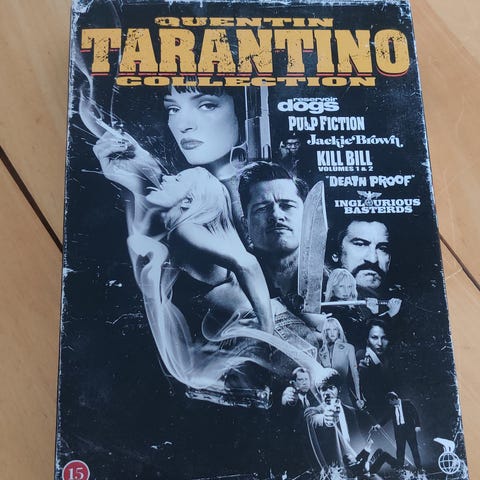 QUENTIN
TARANTINO
COLLECTION
reservoir
dogs
PULP FICTION
Jackie Brown
KILL BILL
VOLUMES 1 & 2
"DEATH PROOF"
INGLOURIOUS
BASTERDS
15